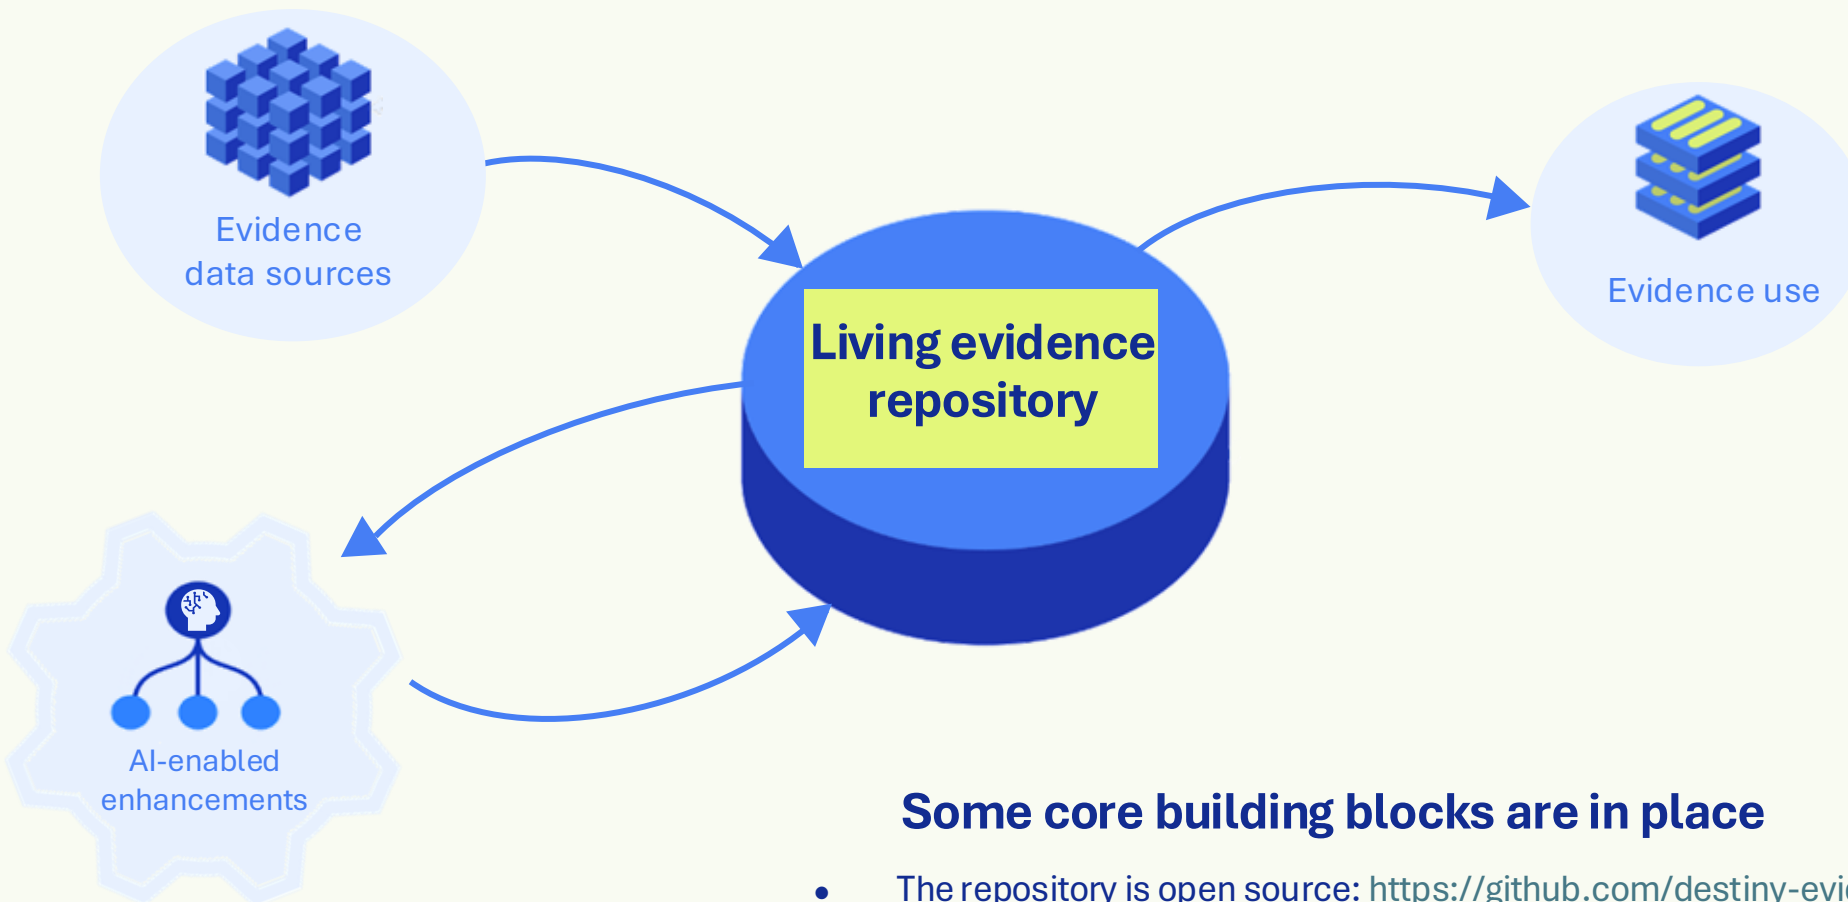 Evidence
data sources
Evidence use
Living evidence
repository
AI-enabled
enhancements
Some core building blocks are in place
• The repository is open source: https://github.com/destiny-evi